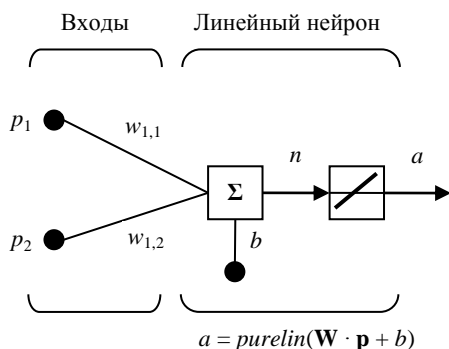 Входы Линейный нейрон
p1
w1,1
n a
Σ
p2
w1,2
b
a = purelin(W · p + b)